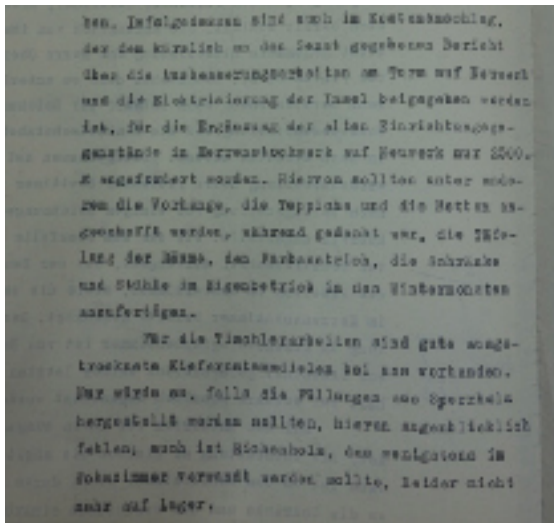 ben. Infolgedessen sind auch im Kostenanschlag,
der dem kürzlich an den Senat gegebenen Bericht
über die Ausbesserungsarbeiten am Turm auf Neuwerk
und die Elektrisierung der Insel beigegeben worden
ist, für die Ergänzung der alten Einrichtungsge-
genstände im Herrenstockwerk auf Neuwerk nur 2500.
M angefordert worden. Hiervon sollten unter ande-
rem die Vorhänge, die Teppiche und die Betten an-
geschafft werden, während gedacht war, die Täfe-
lung der Räume, den Farbanstrich, die Schränke
und Stühle im Eigenbetrieb in den Wintermonaten
anzufertigen.
Für die Tischlerarbeiten sind gute ausge-
trocknete Kiefernstammdielen bei uns vorhanden.
Nur würde es, falls die Füllungen aus Sperrholz
hergestellt werden sollten, hieran augenblicklich
fehlen; auch ist Eichenholz, das wenigstens im
verwandt werden sollte, leider nicht
mehr auf Lager.